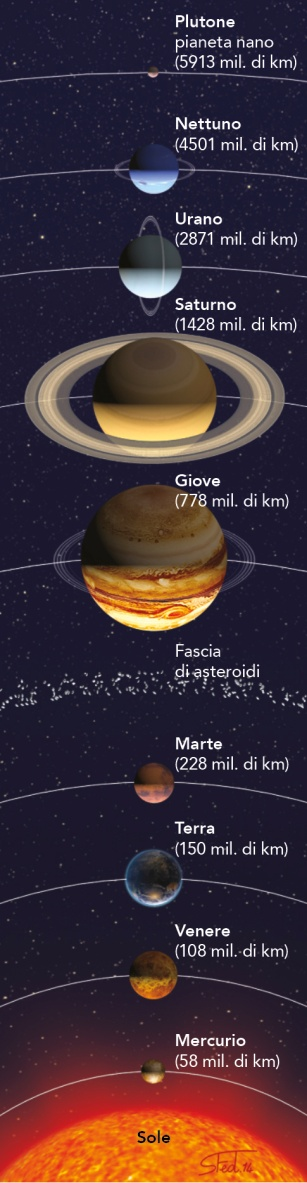 Plutone
pianeta nano
(5913 mil. di km)
Nettuno
(4501 mil. di km)
Urano
(2871 mil. di km)
Saturno
(1428 mil. di km)
Giove
(778 mil. di km)
Fascia
di asteroidi
Marte
(228 mil. di km)
Terra
(150 mil. di km)
Venere
(108 mil. di km)
Mercurio
(58 mil. di km)
Sole